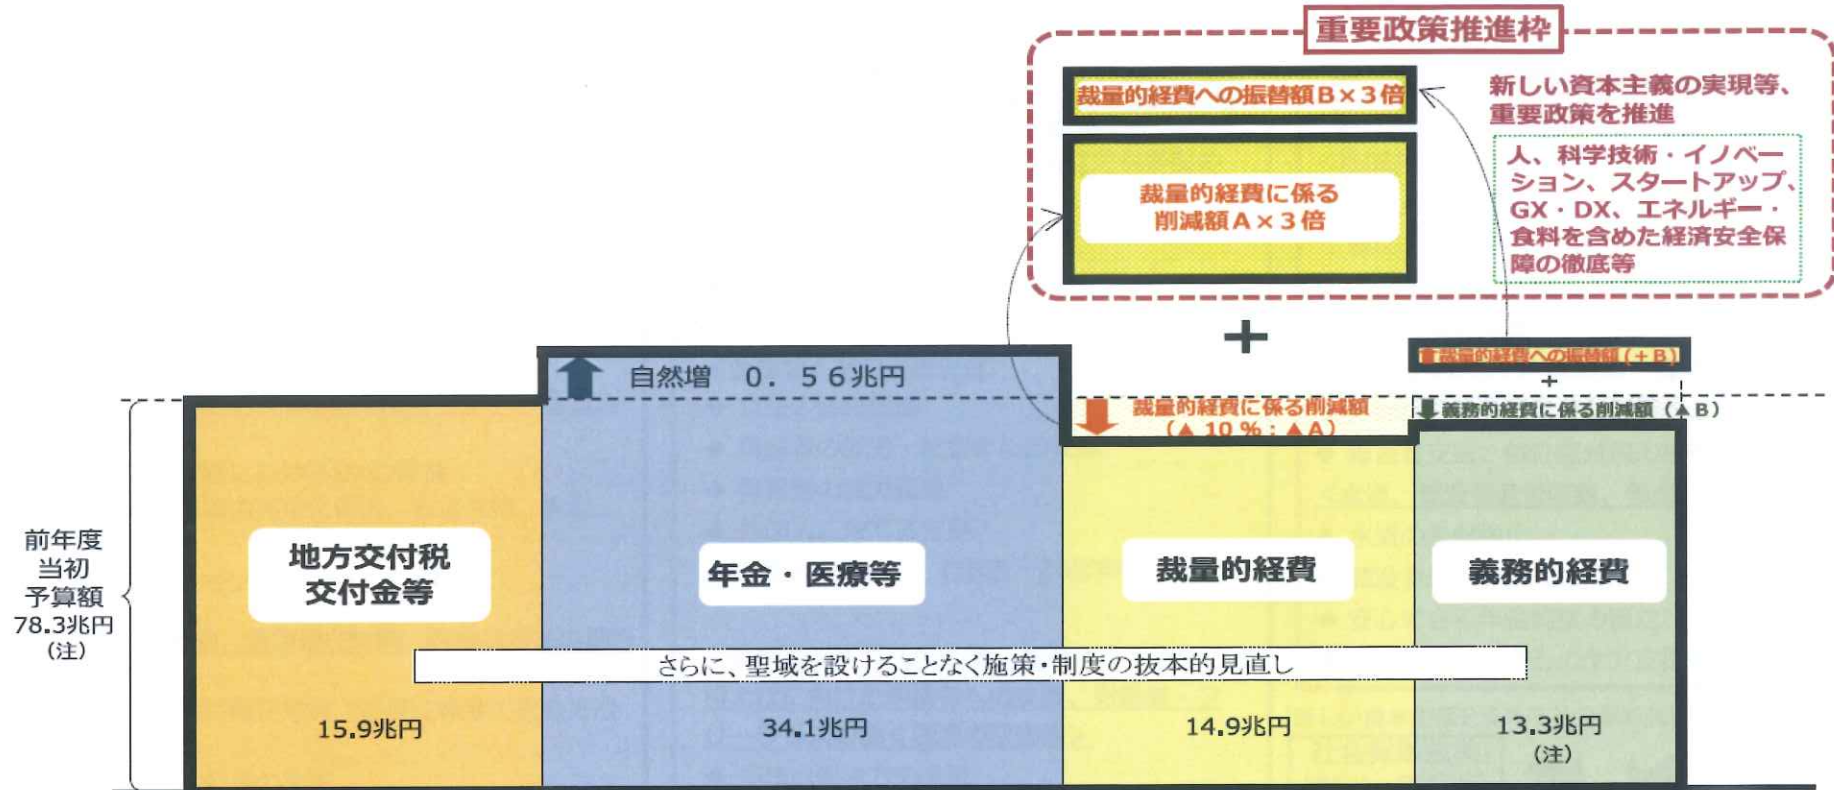 重要政策推進枠
裁量的経費への振替額B×3倍
新しい資本主義の実現等、
重要政策を推進
人、科学技術・イノベー
ション、スタートアップ、
GX・DX、エネルギー・
食料を含めた経済安全保
障の徹底等
裁量的経費に係る
削減額A×3倍
+
裁量的経費への振替額(+B)
+
自然増 0.56兆円
裁量的経費に係る削減額
(▲10%:▲A)
義務的経費に係る削減額(▲B)
前年度
当初
予算額
78.3兆円
(注)
地方交付税
交付金等
年金・医療等
裁量的経費
義務的経費
さらに、聖域を設けることなく施策・制度の抜本的見直し
15.9兆円
34.1兆円
14.9兆円
13.3兆円
(注)